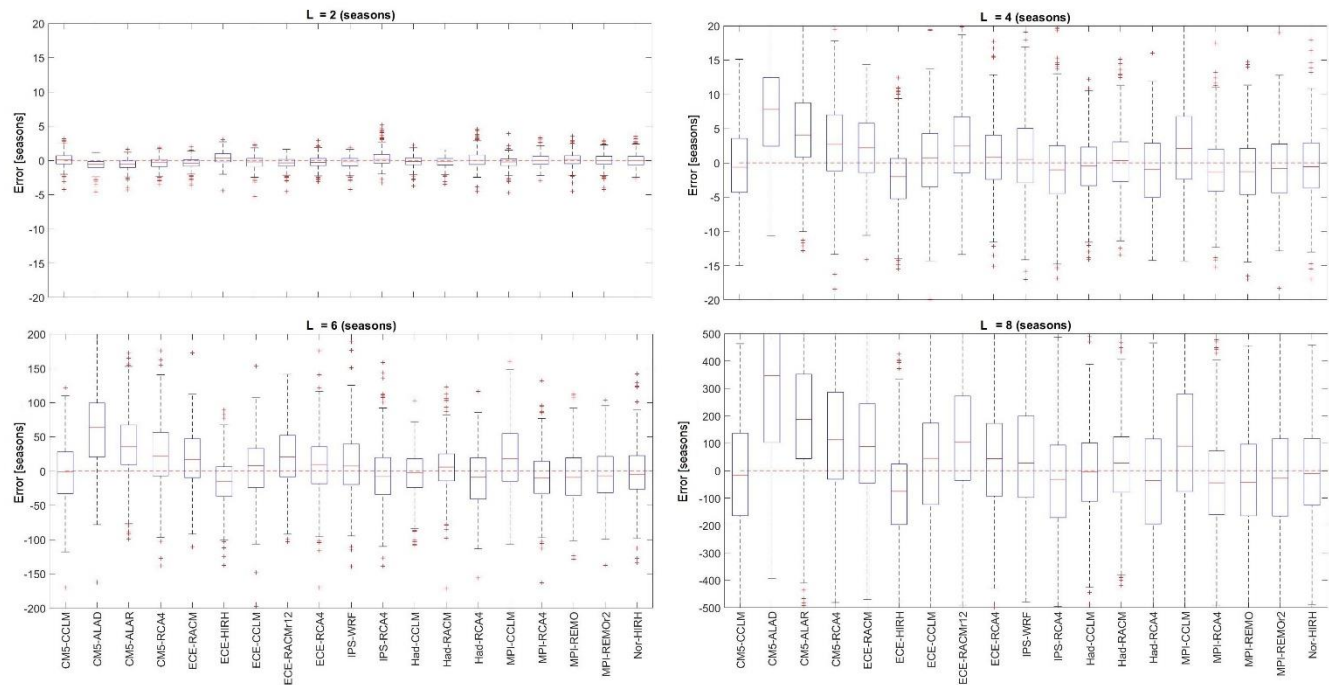 L = 2 (seasons)
Error [seasons]
20
15
10
5
0
-5
-10
-15
-20
L = 4 (seasons)
Error [seasons]
20
15
10
5
0
-5
-10
-15
-20
L = 6 (seasons)
Error [seasons]
200
150
100
50
0
-50
-100
-150
-200
CM5-CCLM
CM5-ALAD
CM5-ALAR
CM5-RCA4
ECE-RACM
ECE-HIRH
ECE-CCLM
ECE-RACMr12
ECE-RCA4
IPS-WRF
IPS-RCA4
Had-CCLM
Had-RACM
Had-RCA4
MPI-CCLM
MPI-RCA4
MPI-REMO
MPI-REMOr2
Nor-HIRH
L = 8 (seasons)
Error [seasons]
500
400
300
200
100
0
-100
-200
-300
-400
-500
CM5-CCLM
CM5-ALAD
CM5-ALAR
CM5-RCA4
ECE-RACM
ECE-HIRH
ECE-CCLM
ECE-RACMr12
ECE-RCA4
IPS-WRF
IPS-RCA4
Had-CCLM
Had-RACM
Had-RCA4
MPI-CCLM
MPI-RCA4
MPI-REMO
MPI-REMOr2
Nor-HIRH